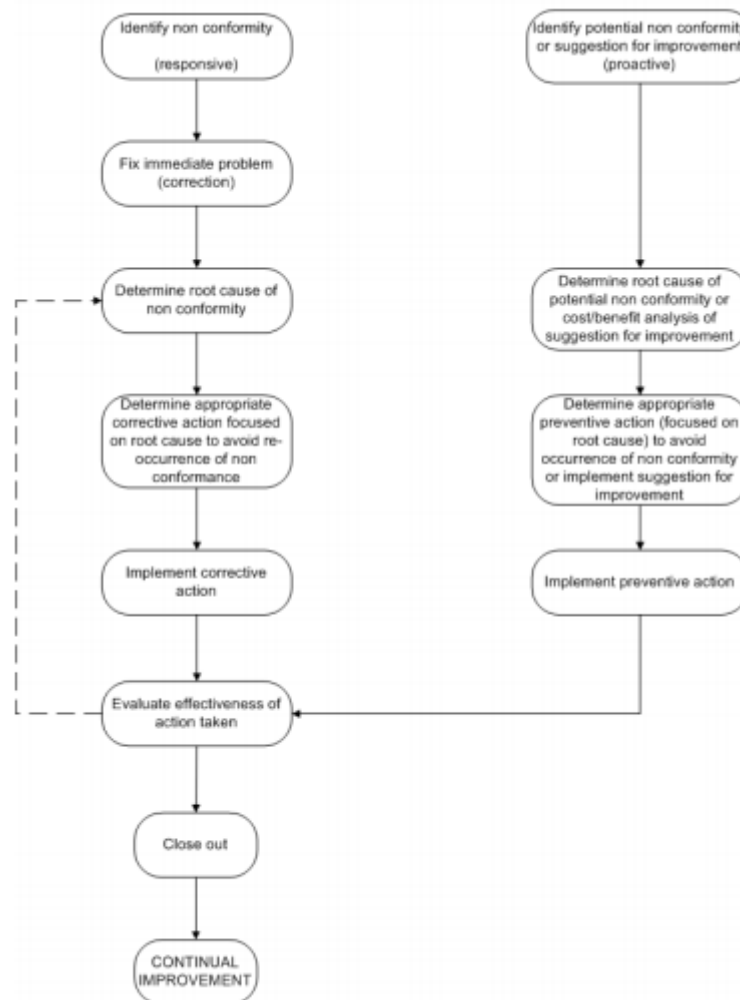 Identify non conformity
(responsive)
Fix immediate problem
(correction)
Determine root cause of
non conformity
Determine appropriate
corrective action focused
on root cause to avoid re-
occurrence of non
conformance
Implement corrective
action
Evaluate effectiveness of
action taken
Close out
CONTINUAL
IMPROVEMENT
Identify potential non conformity
or suggestion for improvement
(proactive)
Determine root cause of
potential non conformity or
cost/benefit analysis of
suggestion for improvement
Determine appropriate
preventive action (focused on
root cause) to avoid
occurrence of non conformity
or implement suggestion for
improvement
Implement preventive action